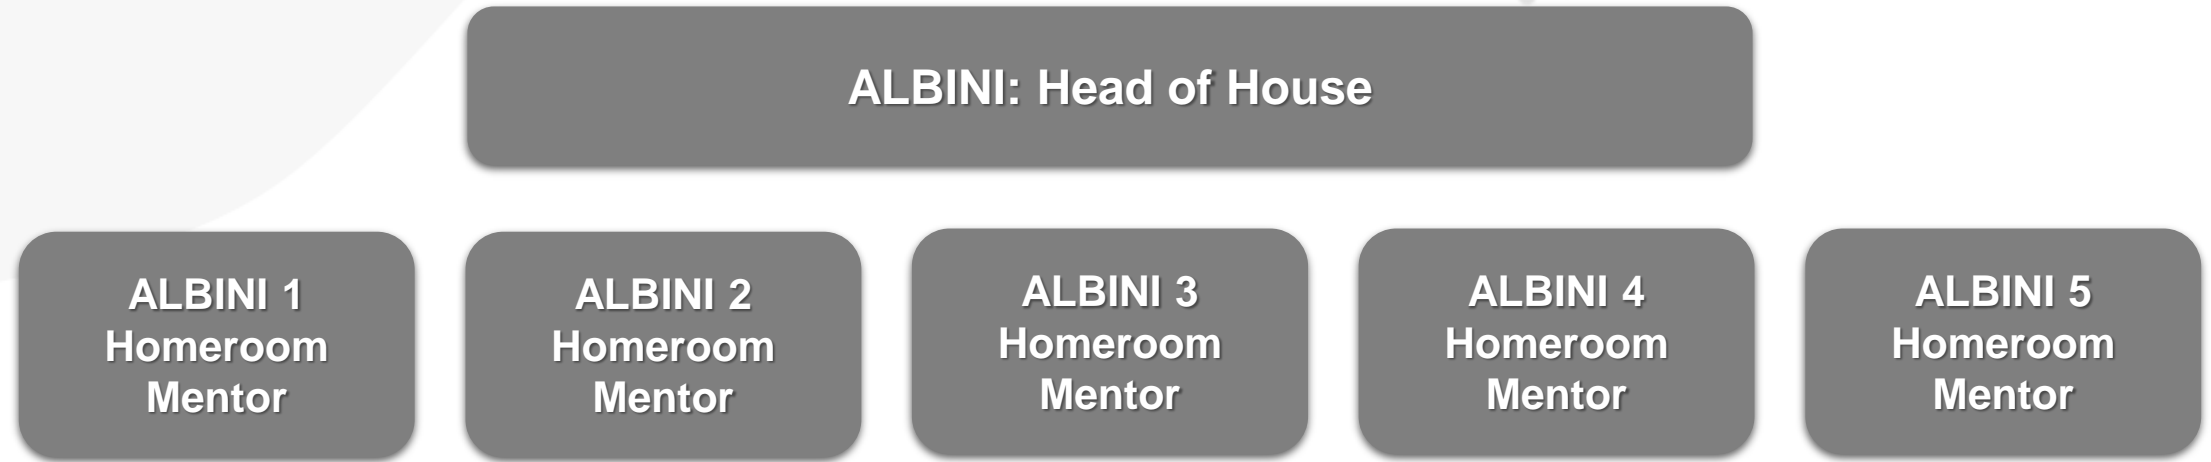 ALBINI: Head of House
ALBINI 1
Homeroom
Mentor
ALBINI 2
Homeroom
Mentor
ALBINI 3
Homeroom
Mentor
ALBINI 4
Homeroom
Mentor
ALBINI 5
Homeroom
Mentor